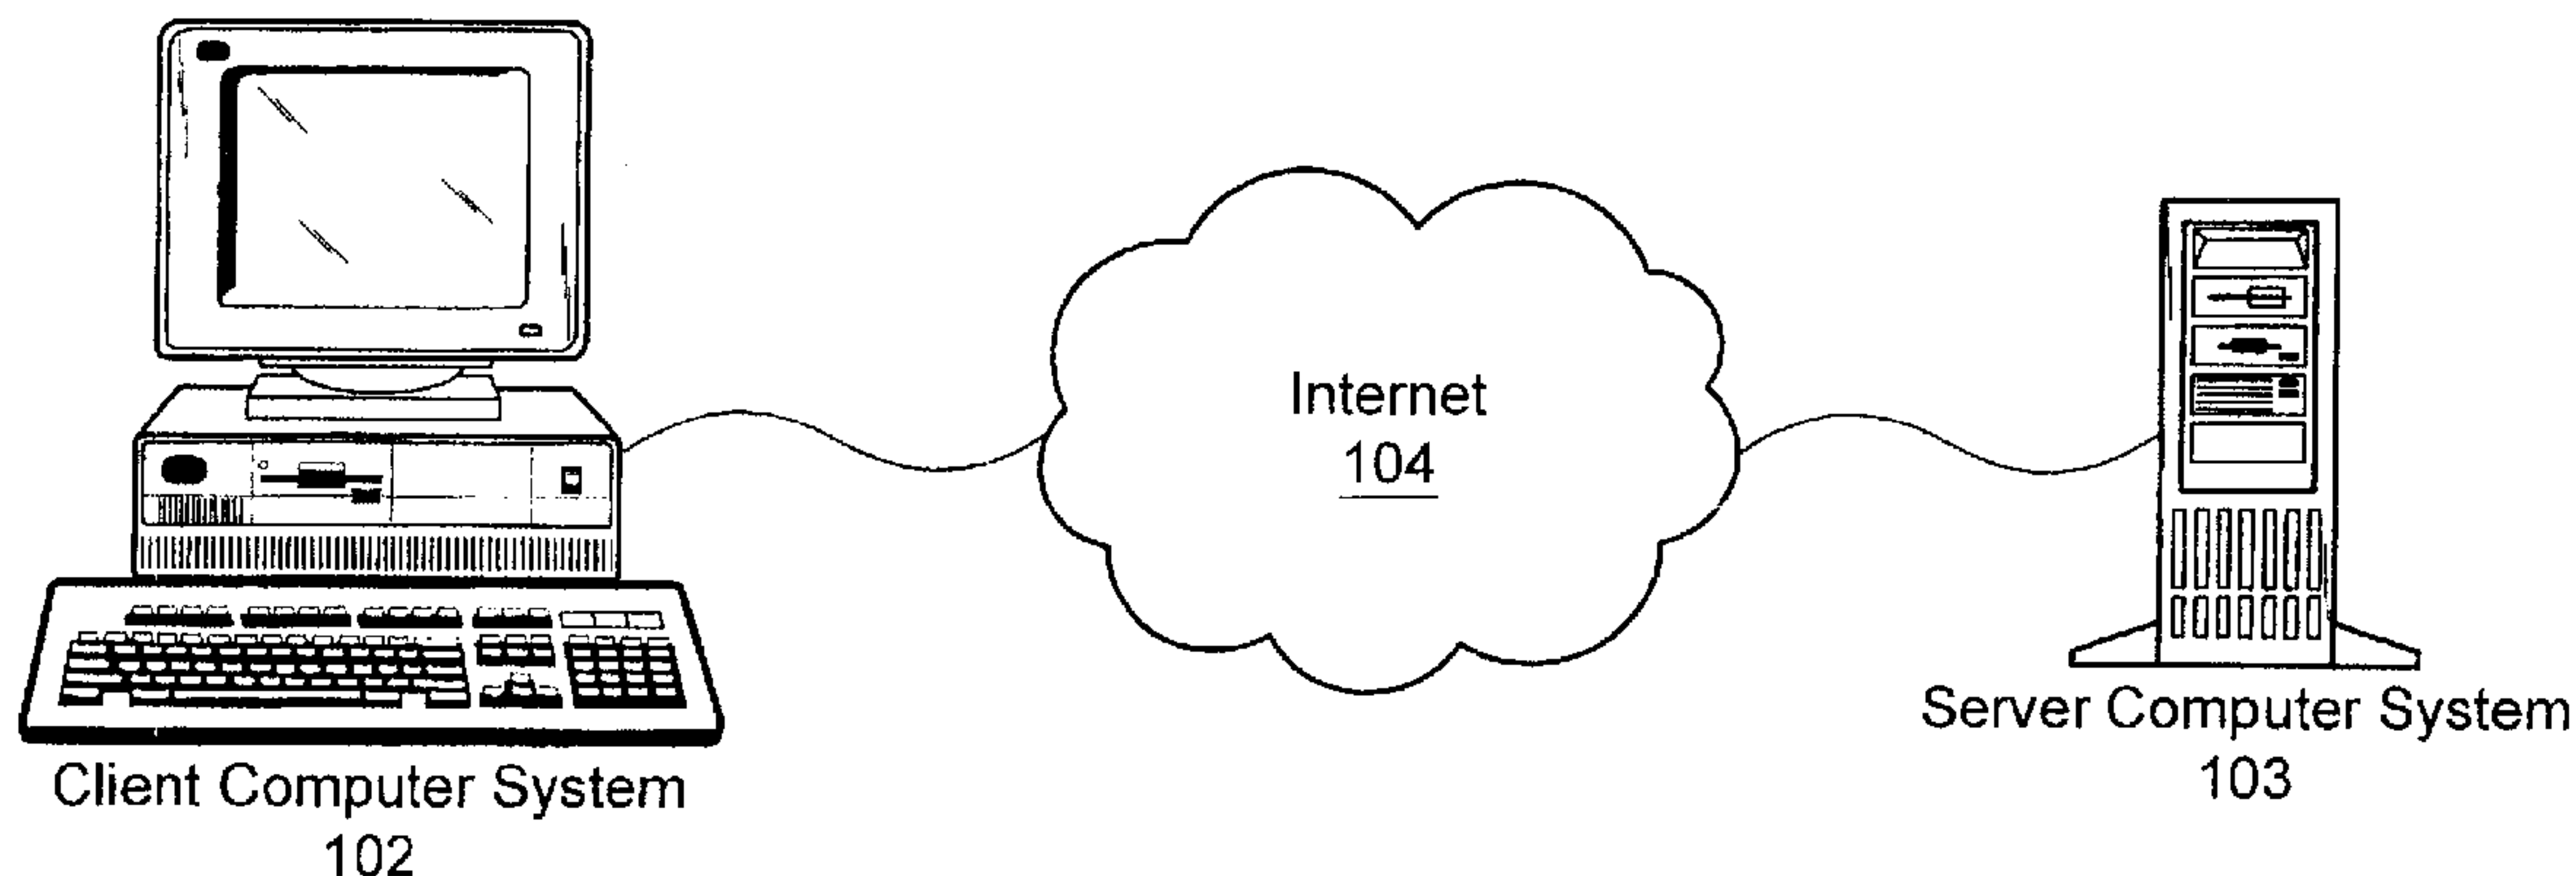 Internet
104
Server Computer System
103
Client Computer System
102